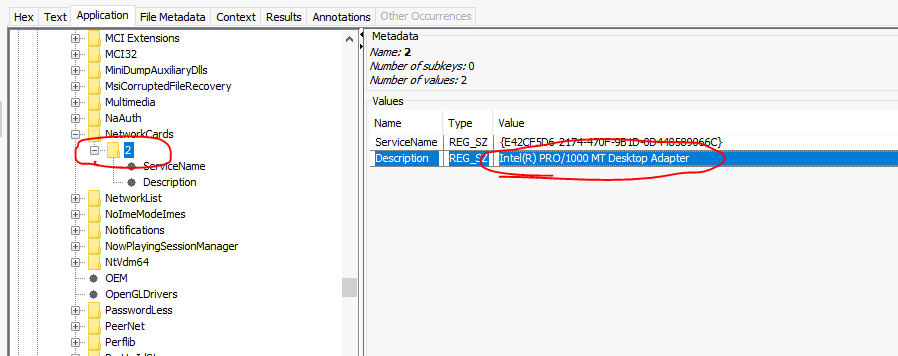 Hex Text Application File Metadata Context Results Annotations Other Occurrences
MCI Extensions
MCI32
MiniDumpAuxiliaryDlls
MsiCorruptedFileRecovery
Multimedia
NaAuth
NetworkCards
2
ServiceName
Description
NetworkList
NoImeModeImes
Notifications
NowPlayingSessionManager
NtVdm64
OEM
OpenGLDrivers
PasswordLess
PeerNet
Perflib
Metadata
Name: 2
Number of subkeys: 0
Number of values: 2
Values
Name Type Value
ServiceName REG_SZ {E42CE5D6-2174-470F-9B1D-0D448589066C}
Description REG_SZ Intel(R) PRO/1000 MT Desktop Adapter